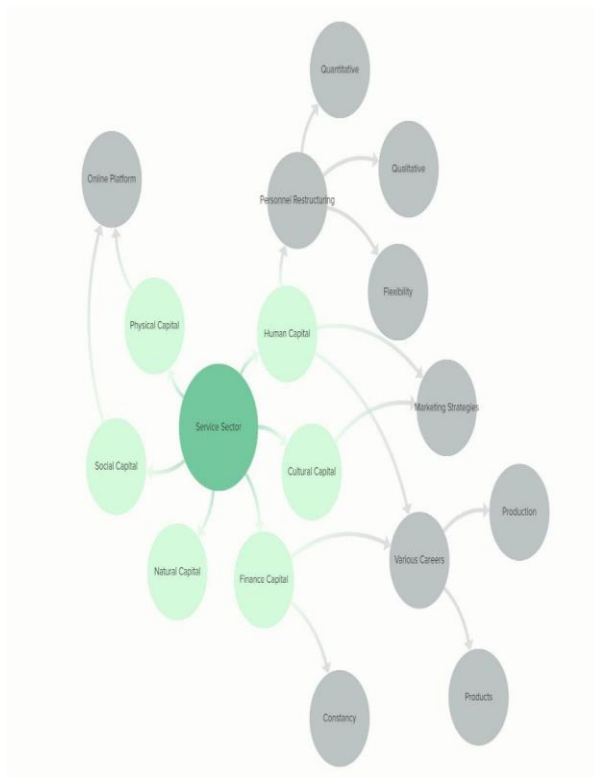 Quantitative
Online Platform
Qualitative
Personnel Restructuring
Flexibility
Physical Capital
Human Capital
Marketing Strategies
Service Sector
Social Capital
Cultural Capital
Production
Natural Capital
Finance Capital
Various Careers
Products
Constancy